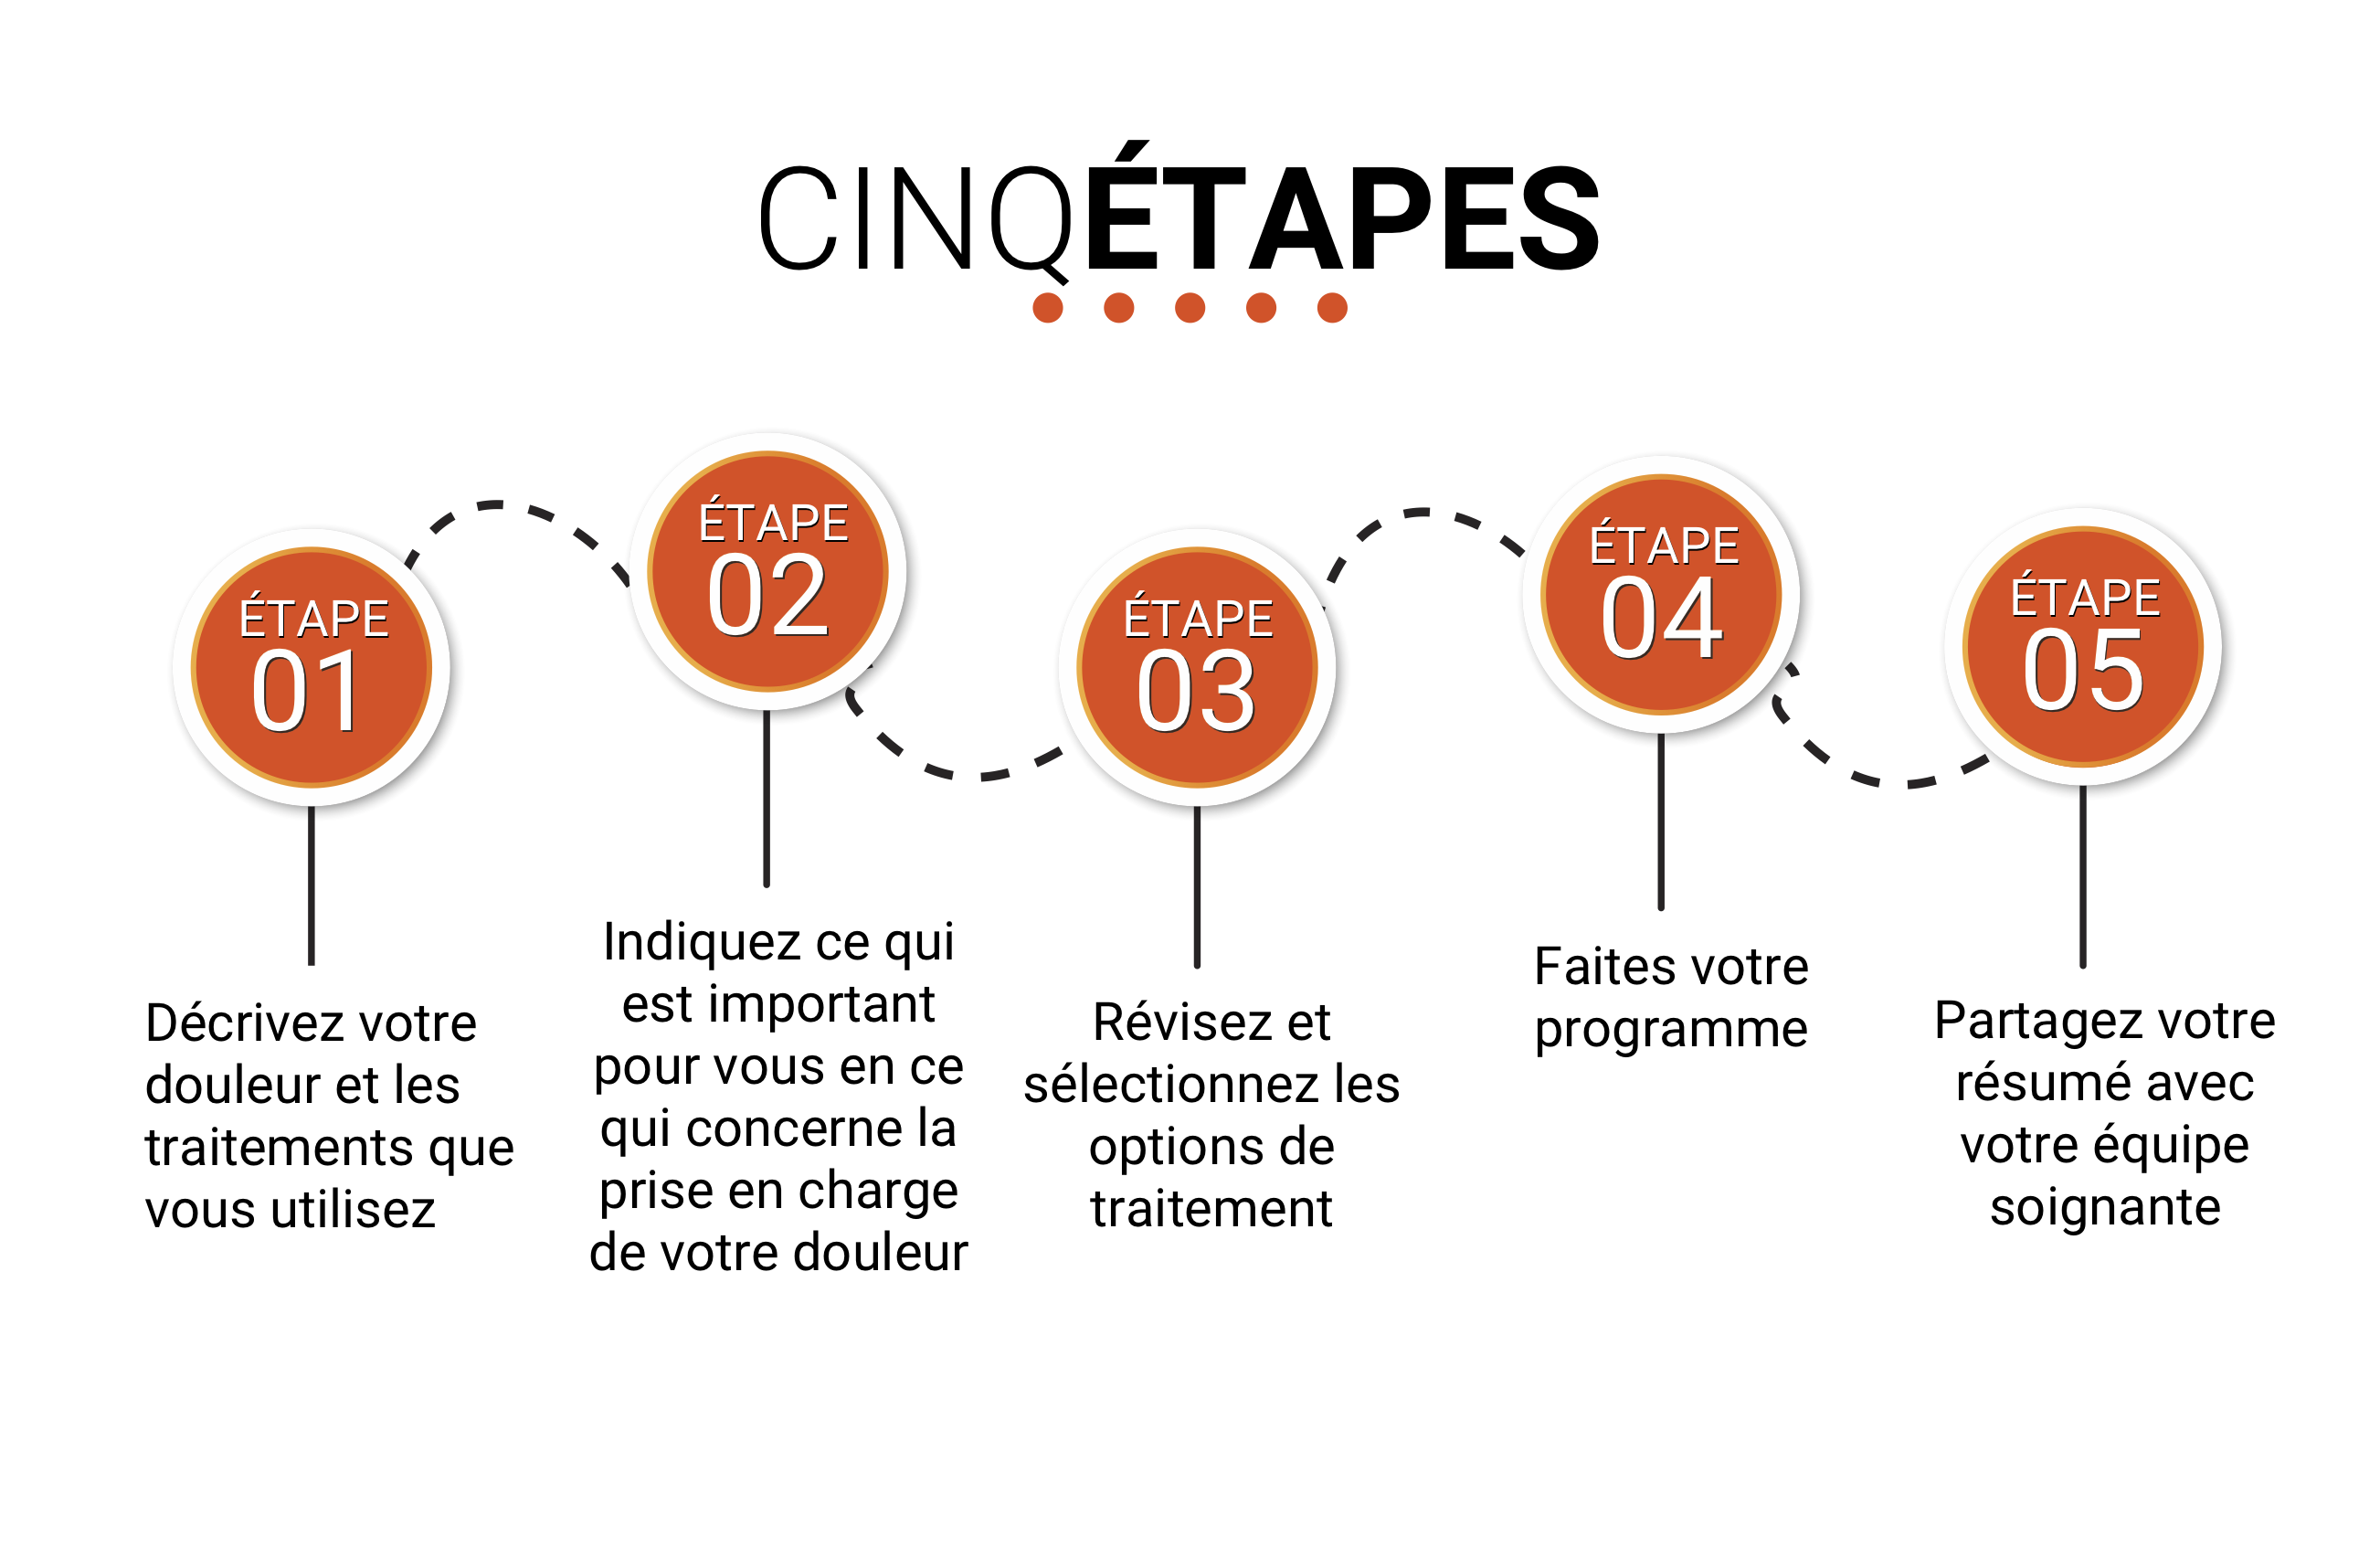 CINQÉTAPES
ÉTAPE
01
Décrivez votre
douleur et les
traitements que
vous utilisez
ÉTAPE
02
Indiquez ce qui
est important
pour vous en ce
qui concerne la
prise en charge
de votre douleur
ÉTAPE
03
Révisez et
sélectionnez les
options de
traitement
ÉTAPE
04
Faites votre
programme
ÉTAPE
05
Partagez votre
résumé avec
votre équipe
soignante